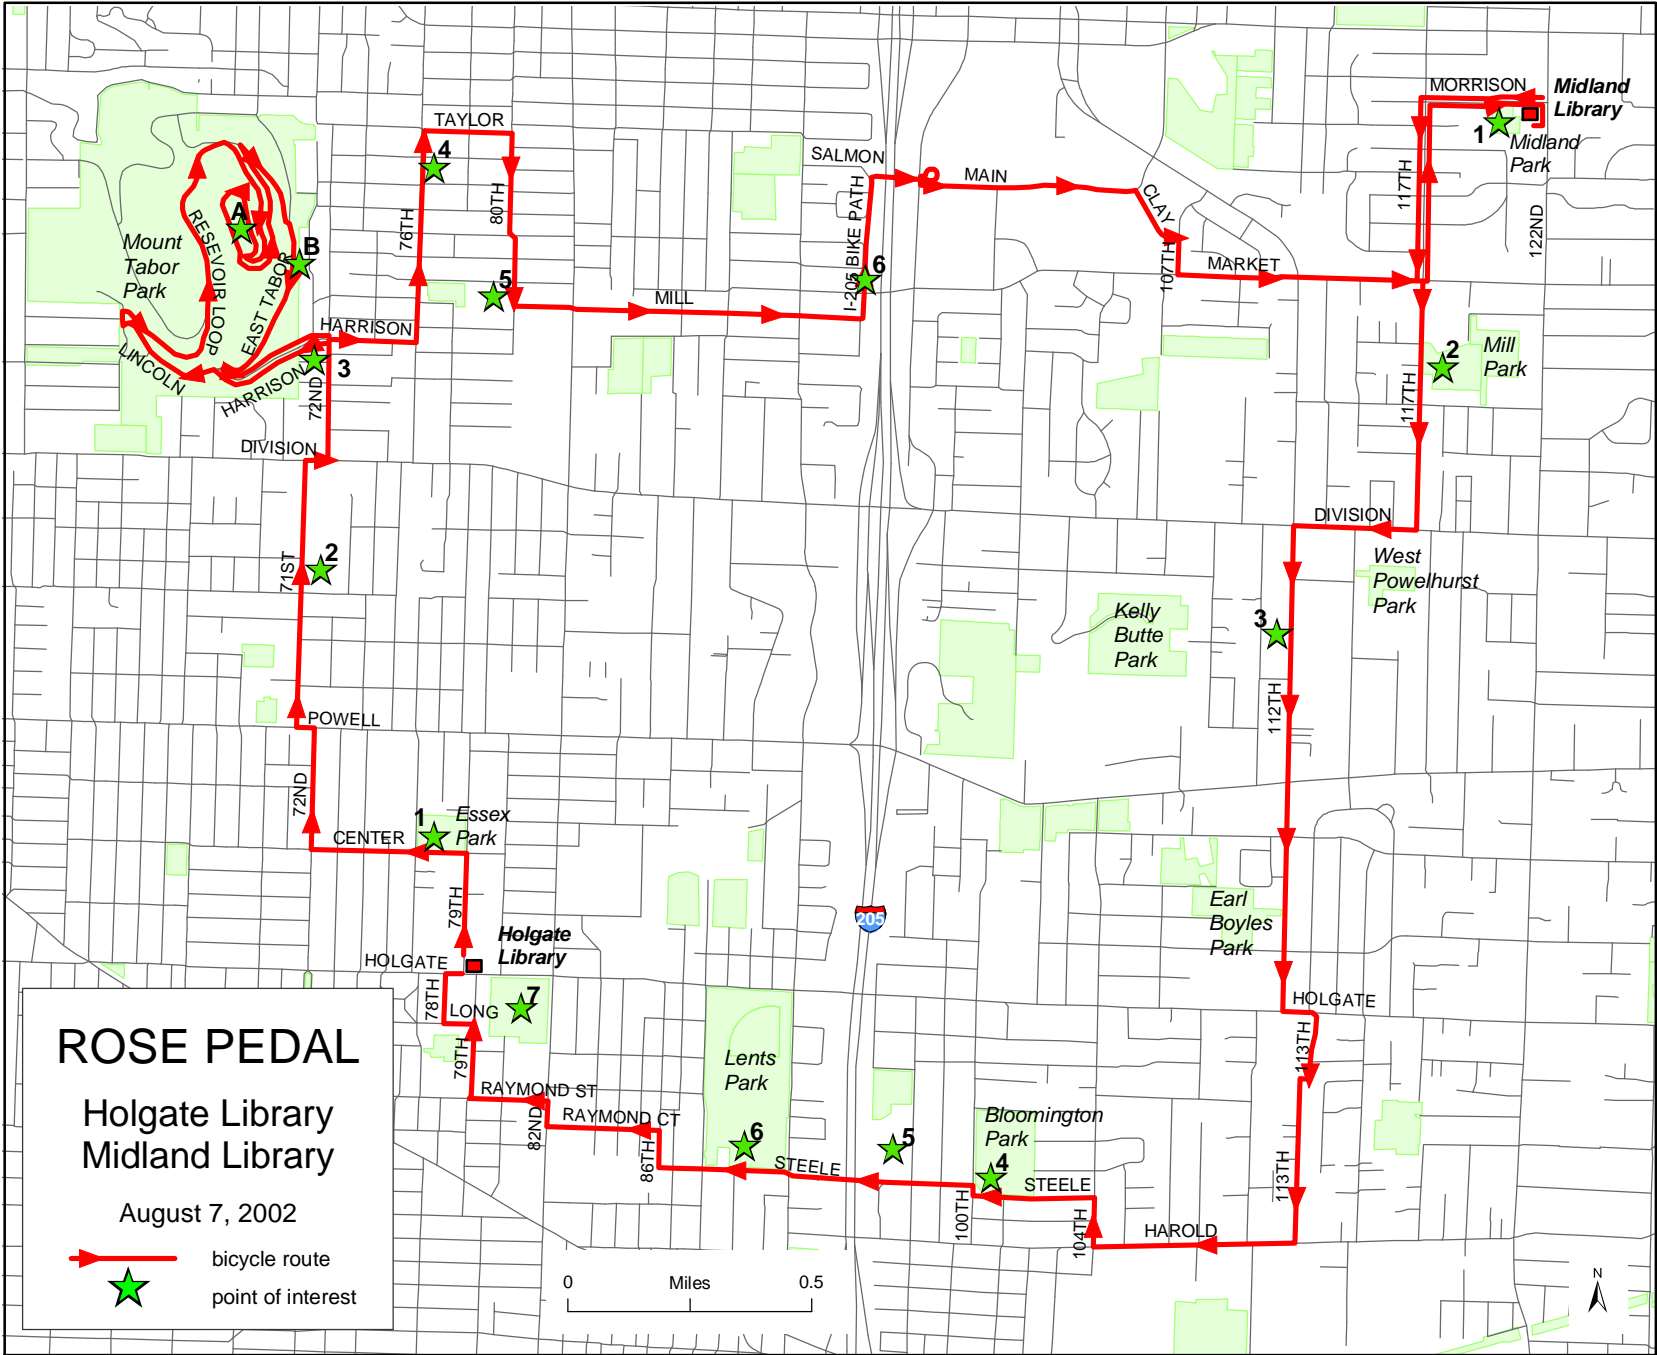 MORRISON
Midland
Library
1
Midland
Park
TAYLOR
4
SALMON
MAIN
117TH
76TH
80TH
I-205 BIKE PATH
CLAY
122ND
A
RESEVOIR LOOP
B
Mount
Tabor
Park
EAST TABOR
5
6
107TH
MARKET
MILL
HARRISON
LINCOLN
HARRISON
72ND
3
2
Mill
Park
117TH
DIVISION
DIVISION
71ST
2
West
Powelhurst
Park
Kelly
Butte
Park
3
112TH
POWELL
72ND
1
Essex
Park
CENTER
79TH
Earl
Boyles
Park
205
Holgate
Library
HOLGATE
78TH
LONG
7
HOLGATE
113TH
79TH
Lents
Park
RAYMOND ST
82ND
RAYMOND CT
86TH
6
STEELE
5
Bloomington
Park
4
STEELE
100TH
104TH
HAROLD
113TH
ROSE PEDAL
Holgate Library
Midland Library
August 7, 2002
bicycle route
point of interest
0 Miles 0.5
N